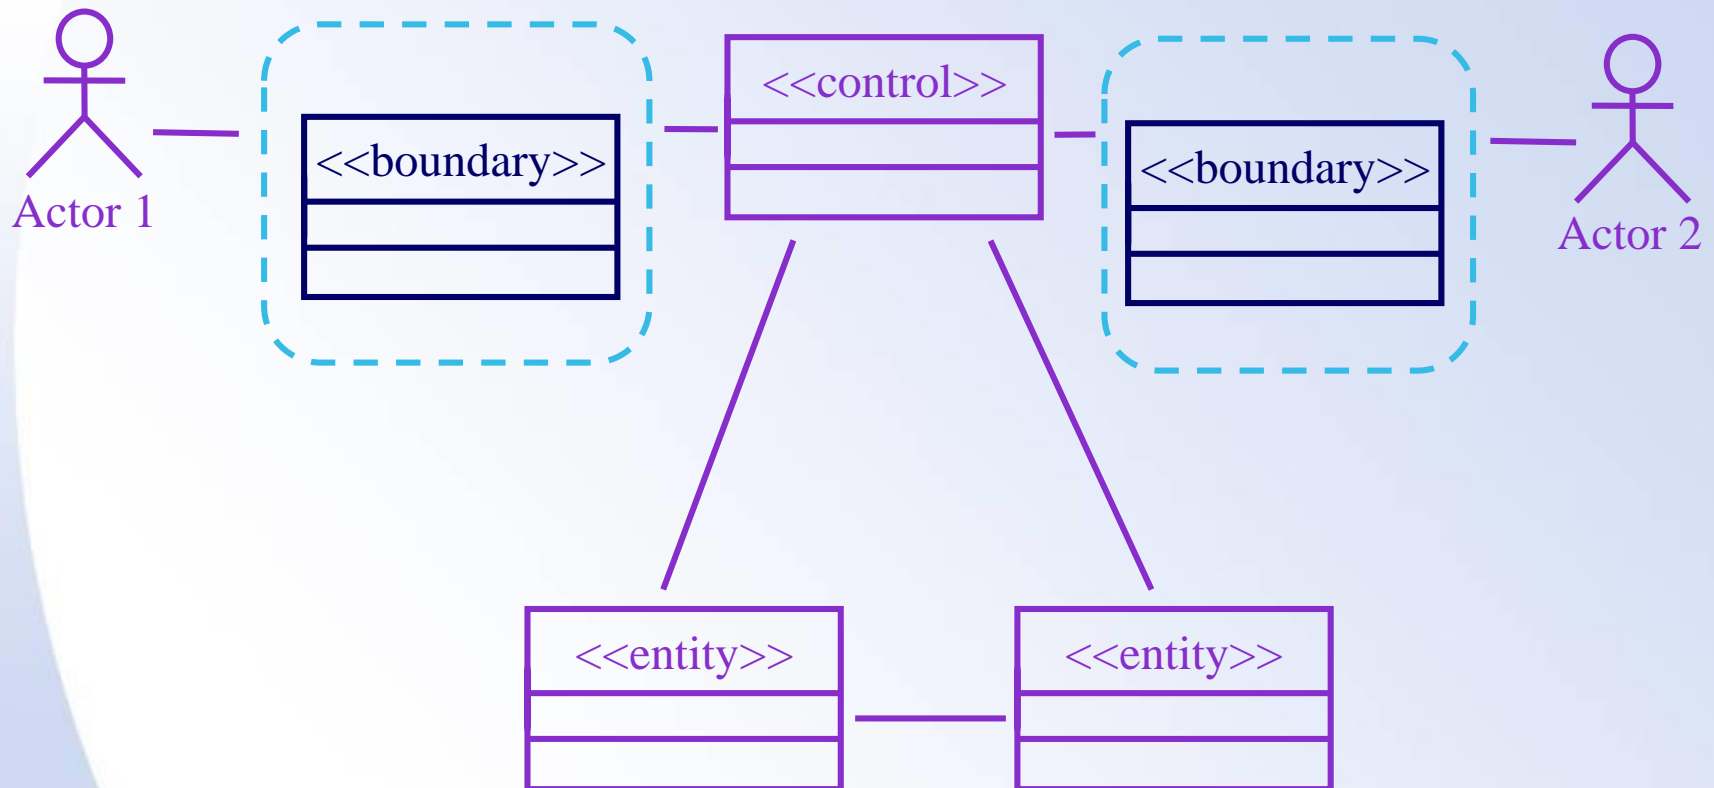 <<control>>
<<boundary>>
<<boundary>>
Actor 1
Actor 2
<<entity>>
<<entity>>